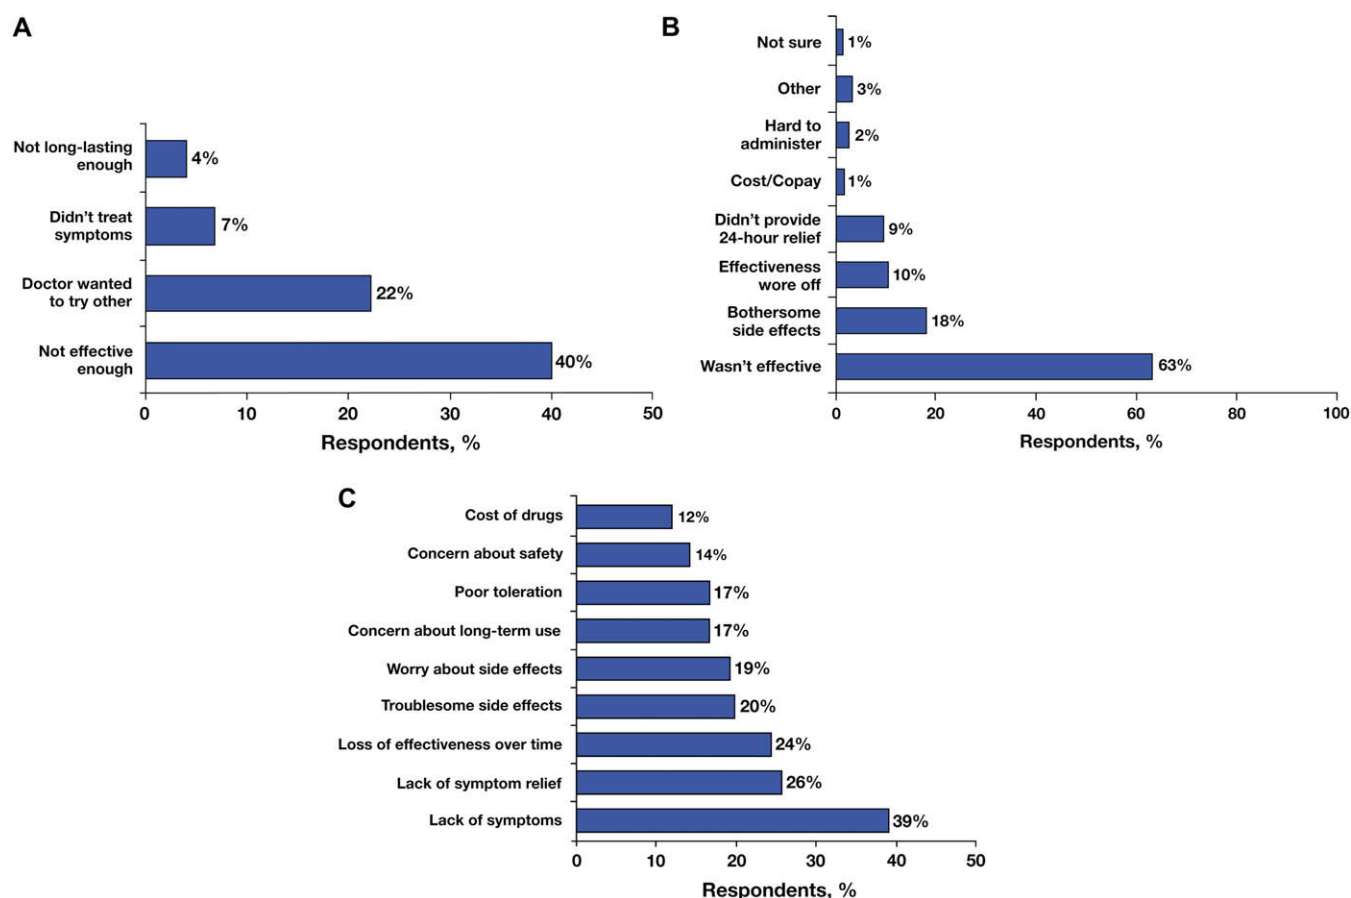 A
Not long-lasting
enough
4%
Didn’t treat
symptoms
7%
Doctor wanted
to try other
22%
Not effective
enough
40%
0 10 20 30 40 50
Respondents, %
B
Not sure
1%
Other
3%
Hard to
administer
2%
Cost/Copay
1%
Didn’t provide
24-hour relief
9%
Effectiveness
wore off
10%
Bothersome
side effects
18%
Wasn’t effective
63%
0 20 40 60 80 100
Respondents, %
C
Cost of drugs
12%
Concern about safety
14%
Poor toleration
17%
Concern about long-term use
17%
Worry about side effects
19%
Troublesome side effects
20%
Loss of effectiveness over time
24%
Lack of symptom relief
26%
Lack of symptoms
39%
0 10 20 30 40 50
Respondents, %